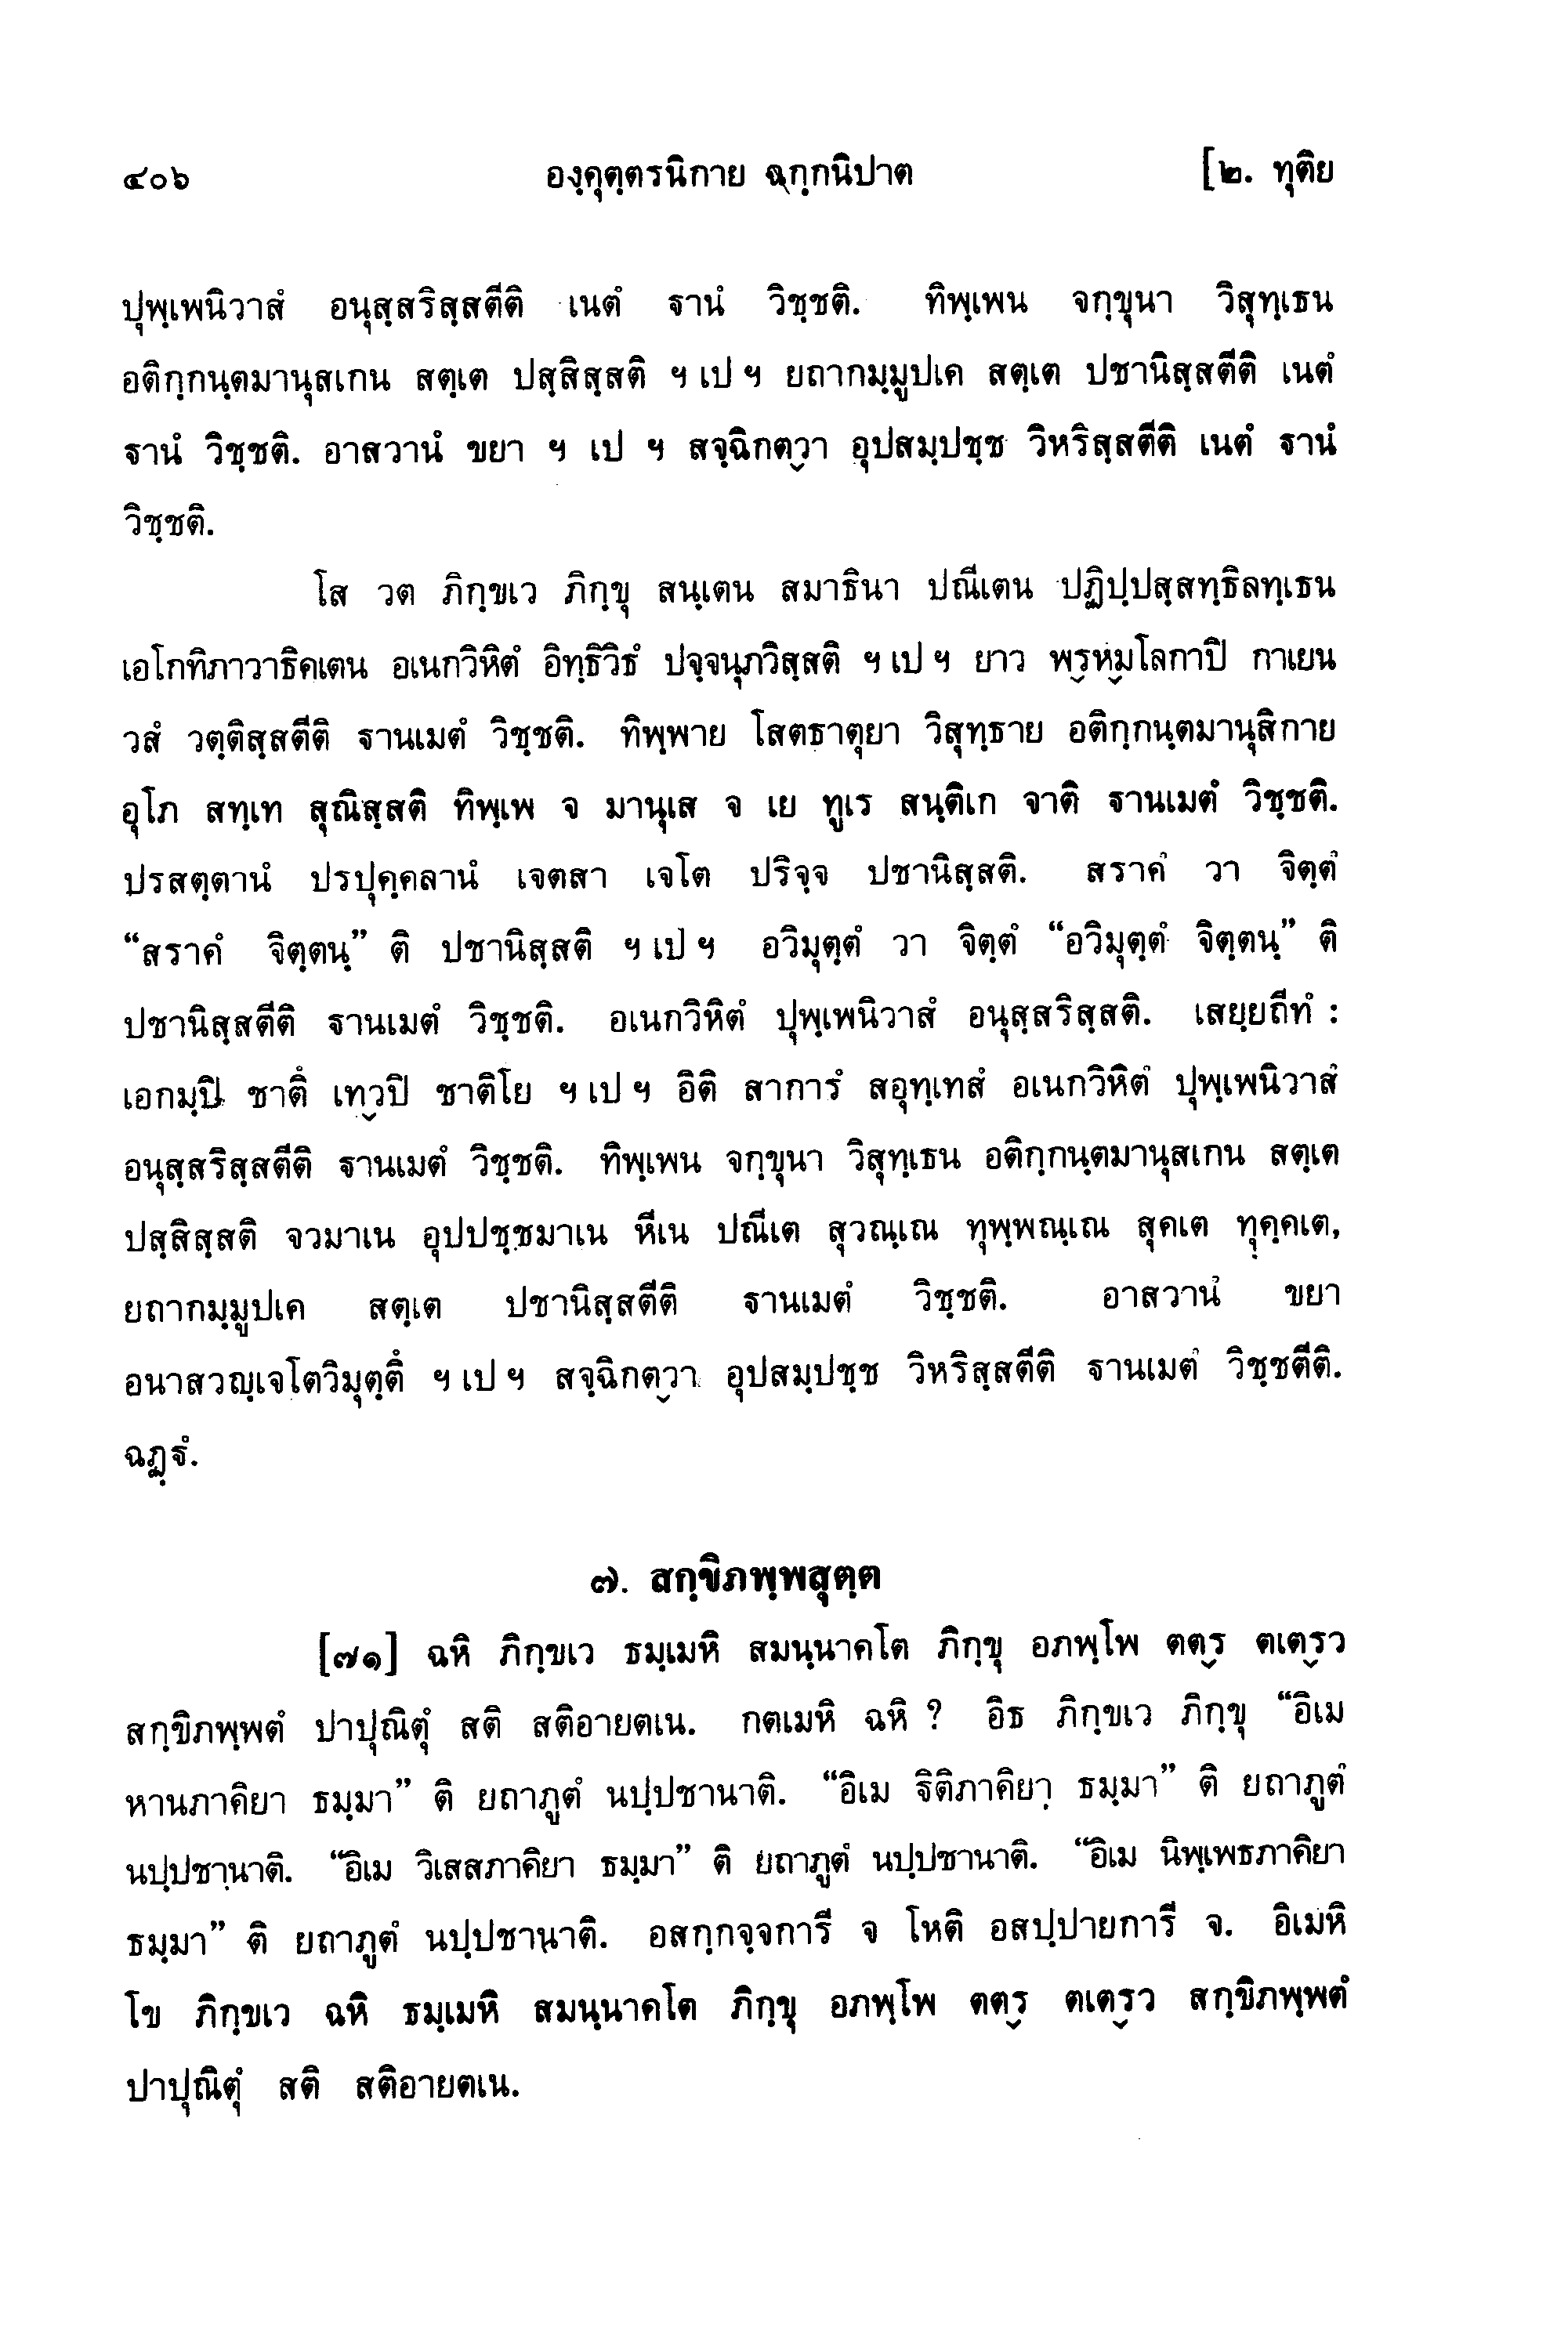 ๔๐๖ องฺคุตฺตรนิกาย ฉกฺกนิปาต [๒. ทุติย
ปุพฺเพนิวาสํ อนุสฺสริสฺสตีติ เนตํ ฐานํ วิชฺชติ. ทิพฺเพน จกฺขุนา วิสุทฺเธน
อติกฺกนฺตมานุสเกน สตฺเต ปสฺสิสฺสติ ฯ เป ฯ ยถากมฺมูปเค สตฺเต ปชานิสฺสตีติ เนตํ
ฐานํ วิชฺชติ. อาสวานํ ขยา ฯ เป ฯ สจฺฉิกตฺวา อุปสมฺปชฺช วิหริสฺสตีติ เนตํ ฐานํ
วิชฺชติ.
โส วต ภิกฺขเว ภิกฺขุ สนฺเตน สมาธินา ปณีเตน ปฏิปฺปสฺสทฺธิลทฺเธน
เอโกทิภาวาธิคเตน อเนกวิหิตํ อิทฺธิวิธํ ปจฺจนุภวิสฺสติ ฯ เป ฯ ยาว พฺรหฺมโลกาปิ กาเยน
วสํ วตฺติสฺสตีติ ฐานเมตํ วิชฺชติ. ทิพฺพาย โสตธาตุยา วิสุทฺธาย อติกฺกนฺตมานุสิกาย
อุโภ สทฺเท สุณิสฺสติ ทิพฺเพ จ มานุเส จ เย ทูเร สนฺติเก จาติ ฐานเมตํ วิชฺชติ.
ปรสตฺตานํ ปรปุคฺคลานํ เจตสา เจโต ปริจฺจ ปชานิสฺสติ. สราคํ วา จิตฺตํ
“สราคํ จิตฺตนฺ” ติ ปชานิสฺสติ ฯ เป ฯ อวิมุตฺตํ วา จิตฺตํ “อวิมุตฺตํ จิตฺตนฺ” ติ
ปชานิสฺสตีติ ฐานเมตํ วิชฺชติ. อเนกวิหิตํ ปุพฺเพนิวาสํ อนุสฺสริสฺสติ. เสยฺยถีทํ :
เอกมฺปิ ชาตึ เทฺวปิ ชาติโย ฯ เป ฯ อิติ สาการํ สอุทฺเทสํ อเนกวิหิตํ ปุพฺเพนิวาสํ
อนุสฺสริสฺสตีติ ฐานเมตํ วิชฺชติ. ทิพฺเพน จกฺขุนา วิสุทฺเธน อติกฺกนฺตมานุสเกน สตฺเต
ปสฺสิสฺสติ จวมาเน อุปปชฺชมาเน หีเน ปณีเต สุวณฺเณ ทุพฺพณฺเณ สุคเต ทุคฺคเต,
ยถากมฺมูปเค สตฺเต ปชานิสฺสตีติ ฐานเมตํ วิชฺชติ. อาสวานํ ขยา
อนาสวญฺเจโตวิมุตฺตึ ฯ เป ฯ สจฺฉิกตฺวา อุปสมฺปชฺช วิหริสฺสตีติ ฐานเมตํ วิชฺชตีติ.
ฉฏฺฐํ.
๗. สกฺขิภพฺพสุตฺต
[๗๑] ฉหิ ภิกฺขเว ธมฺเมหิ สมนฺนาคโต ภิกฺขุ อภพฺโพ ตตฺร ตเตฺรว
สกฺขิภพฺพตํ ปาปุณิตุํ สติ สติอายตเน. กตเมหิ ฉหิ ? อิธ ภิกฺขเว ภิกฺขุ “อิเม
หานภาคิยา ธมฺมา” ติ ยถาภูตํ นปฺปชานาติ. “อิเม ฐิติภาคิยา ธมฺมา” ติ ยถาภูตํ
นปฺปชานาติ. “อิเม วิเสสภาคิยา ธมฺมา” ติ ยถาภูตํ นปฺปชานาติ. “อิเม นิพฺเพธภาคิยา
ธมฺมา” ติ ยถาภูตํ นปฺปชานาติ. อสกฺกจฺจการี จ โหติ อสปฺปายการี จ. อิเมหิ
โข ภิกฺขเว ฉหิ ธมฺเมหิ สมนฺนาคโต ภิกฺขุ อภพฺโพ ตตฺร ตเตฺรว สกฺขิภพฺพตํ
ปาปุณิตุํ สติ สติอายตเน.